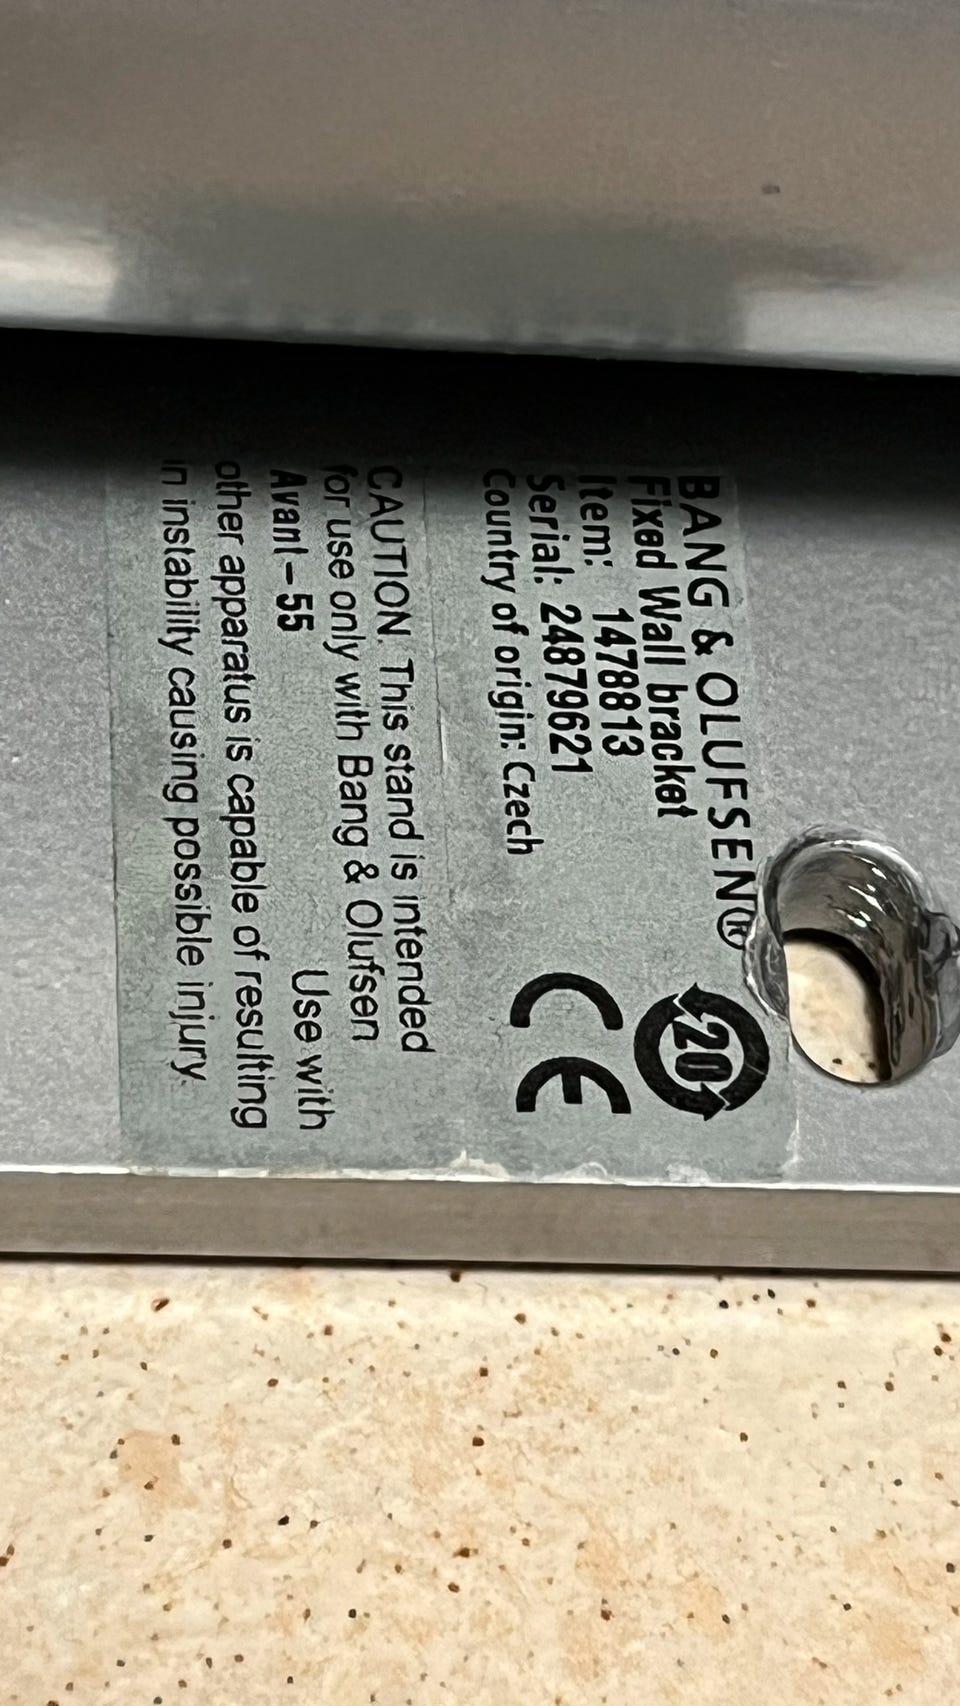 BANG & OLUFSEN®
Fixed Wall bracket
Item: 1478813
Serial: 24879621
Country of origin: Czech
20
CE
CAUTION. This stand is intended
for use only with Bang & Olufsen
Avant-55 Use with
other apparatus is capable of resulting
in instability causing possible injury.